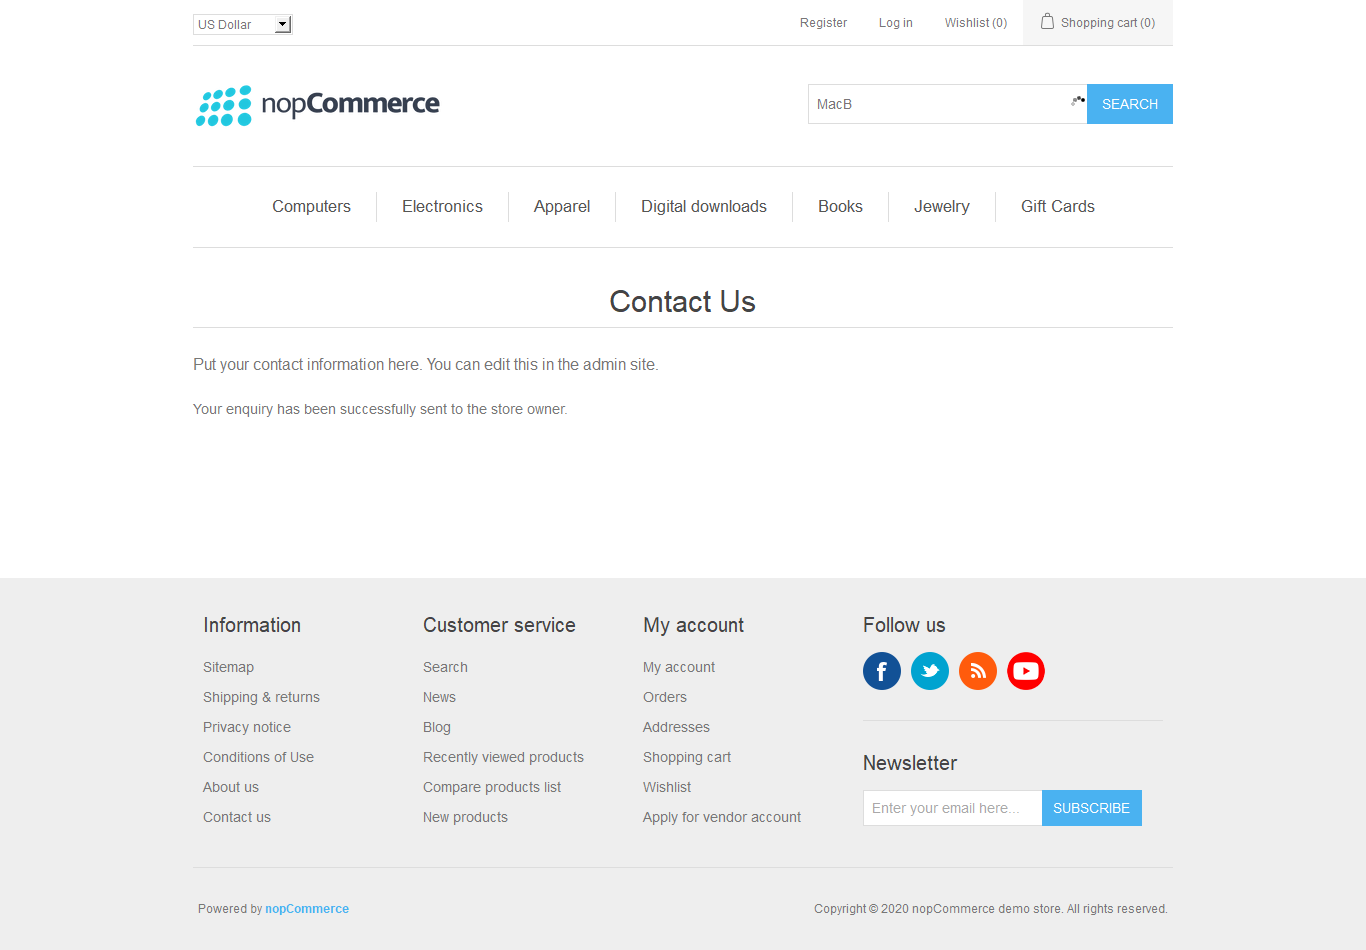 US Dollar
Register Log in Wishlist (0) Shopping cart (0)
nopCommerce
MacB
SEARCH
Computers Electronics Apparel Digital downloads Books Jewelry Gift Cards
Contact Us
Put your contact information here. You can edit this in the admin site.
Your enquiry has been successfully sent to the store owner.
Information
Sitemap
Shipping & returns
Privacy notice
Conditions of Use
About us
Contact us
Customer service
Search
News
Blog
Recently viewed products
Compare products list
New products
My account
My account
Orders
Addresses
Shopping cart
Wishlist
Apply for vendor account
Follow us
Newsletter
Enter your email here...
SUBSCRIBE
Powered by nopCommerce
Copyright © 2020 nopCommerce demo store. All rights reserved.